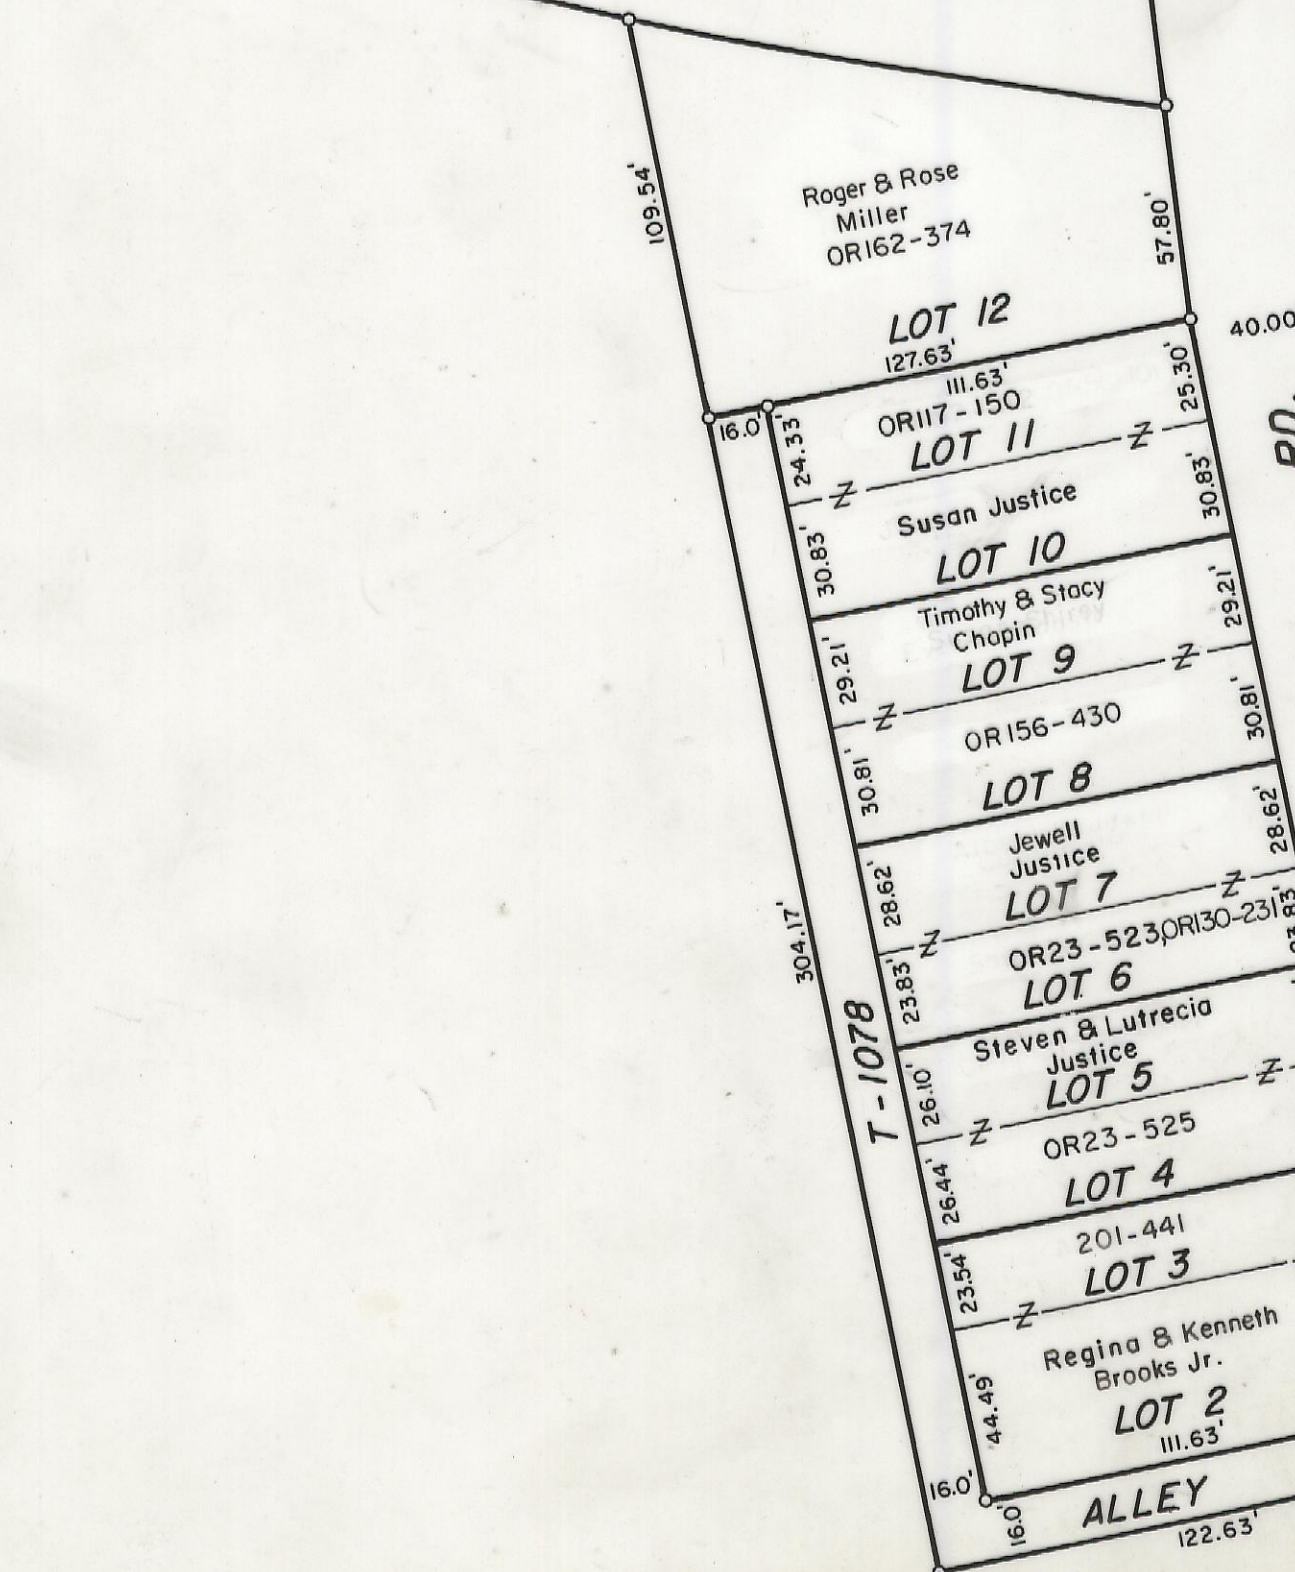 109.54'
Roger & Rose
Miller
OR162-374
57.80'
LOT 12
127.63'
40.00
111.63'
16.0'
24.33'
OR117-150
LOT 11
25.30'
RD.
30.83'
Susan Justice
LOT 10
30.83'
29.21'
Timothy & Stacy
Chapin
LOT 9
29.21'
30.81'
OR156-430
LOT 8
30.81'
28.62'
Jewell
Justice
LOT 7
28.62'
304.17'
23.83'
OR23-523,OR130-231
LOT 6
23.83
T-1078
26.10'
Steven & Lutrecia
Justice
LOT 5
26.44'
OR23-525
LOT 4
23.54'
201-441
LOT 3
44.49'
Regina & Kenneth
Brooks Jr.
LOT 2
111.63'
16.0'
16.0'
ALLEY
122.63'